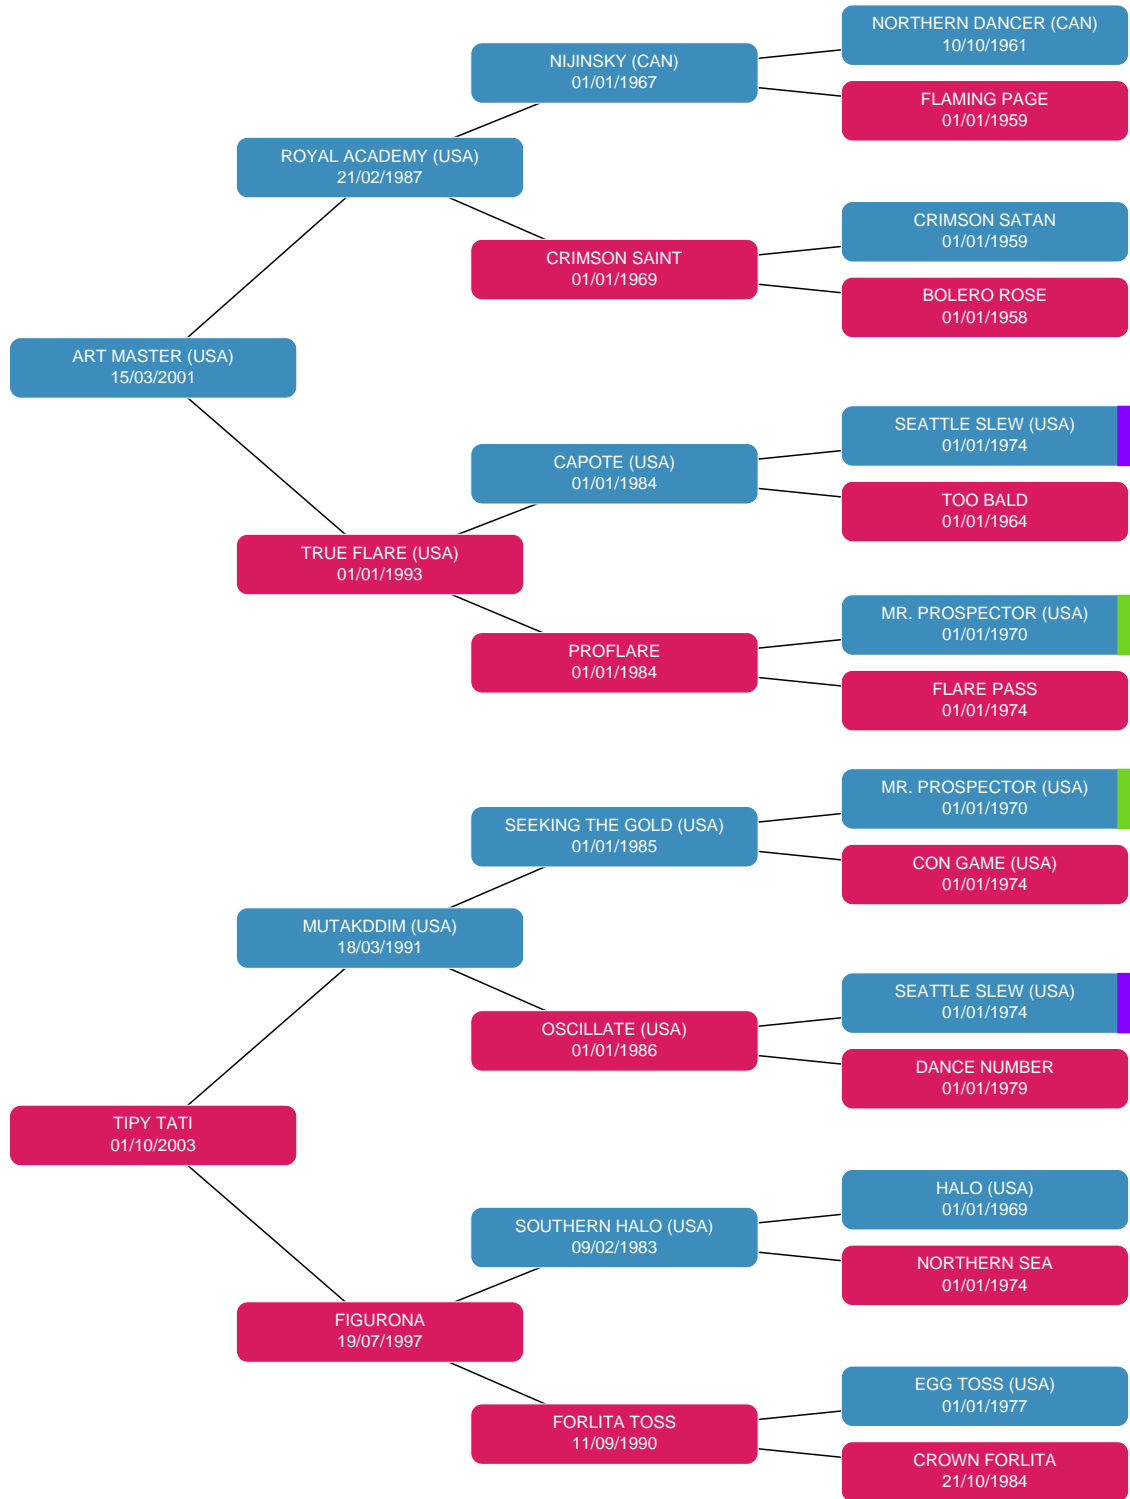 NORTHERN DANCER (CAN)
10/10/1961
NIJINSKY (CAN)
01/01/1967
FLAMING PAGE
01/01/1959
ROYAL ACADEMY (USA)
21/02/1987
CRIMSON SATAN
01/01/1959
CRIMSON SAINT
01/01/1969
BOLERO ROSE
01/01/1958
ART MASTER (USA)
15/03/2001
SEATTLE SLEW (USA)
01/01/1974
CAPOTE (USA)
01/01/1984
TOO BALD
01/01/1964
TRUE FLARE (USA)
01/01/1993
MR. PROSPECTOR (USA)
01/01/1970
PROFLARE
01/01/1984
FLARE PASS
01/01/1974
MR. PROSPECTOR (USA)
01/01/1970
SEEKING THE GOLD (USA)
01/01/1985
CON GAME (USA)
01/01/1974
MUTAKDDIM (USA)
18/03/1991
SEATTLE SLEW (USA)
01/01/1974
OSCILLATE (USA)
01/01/1986
DANCE NUMBER
01/01/1979
TIPY TATI
01/10/2003
HALO (USA)
01/01/1969
SOUTHERN HALO (USA)
09/02/1983
NORTHERN SEA
01/01/1974
FIGURONA
19/07/1997
EGG TOSS (USA)
01/01/1977
FORLITA TOSS
11/09/1990
CROWN FORLITA
21/10/1984